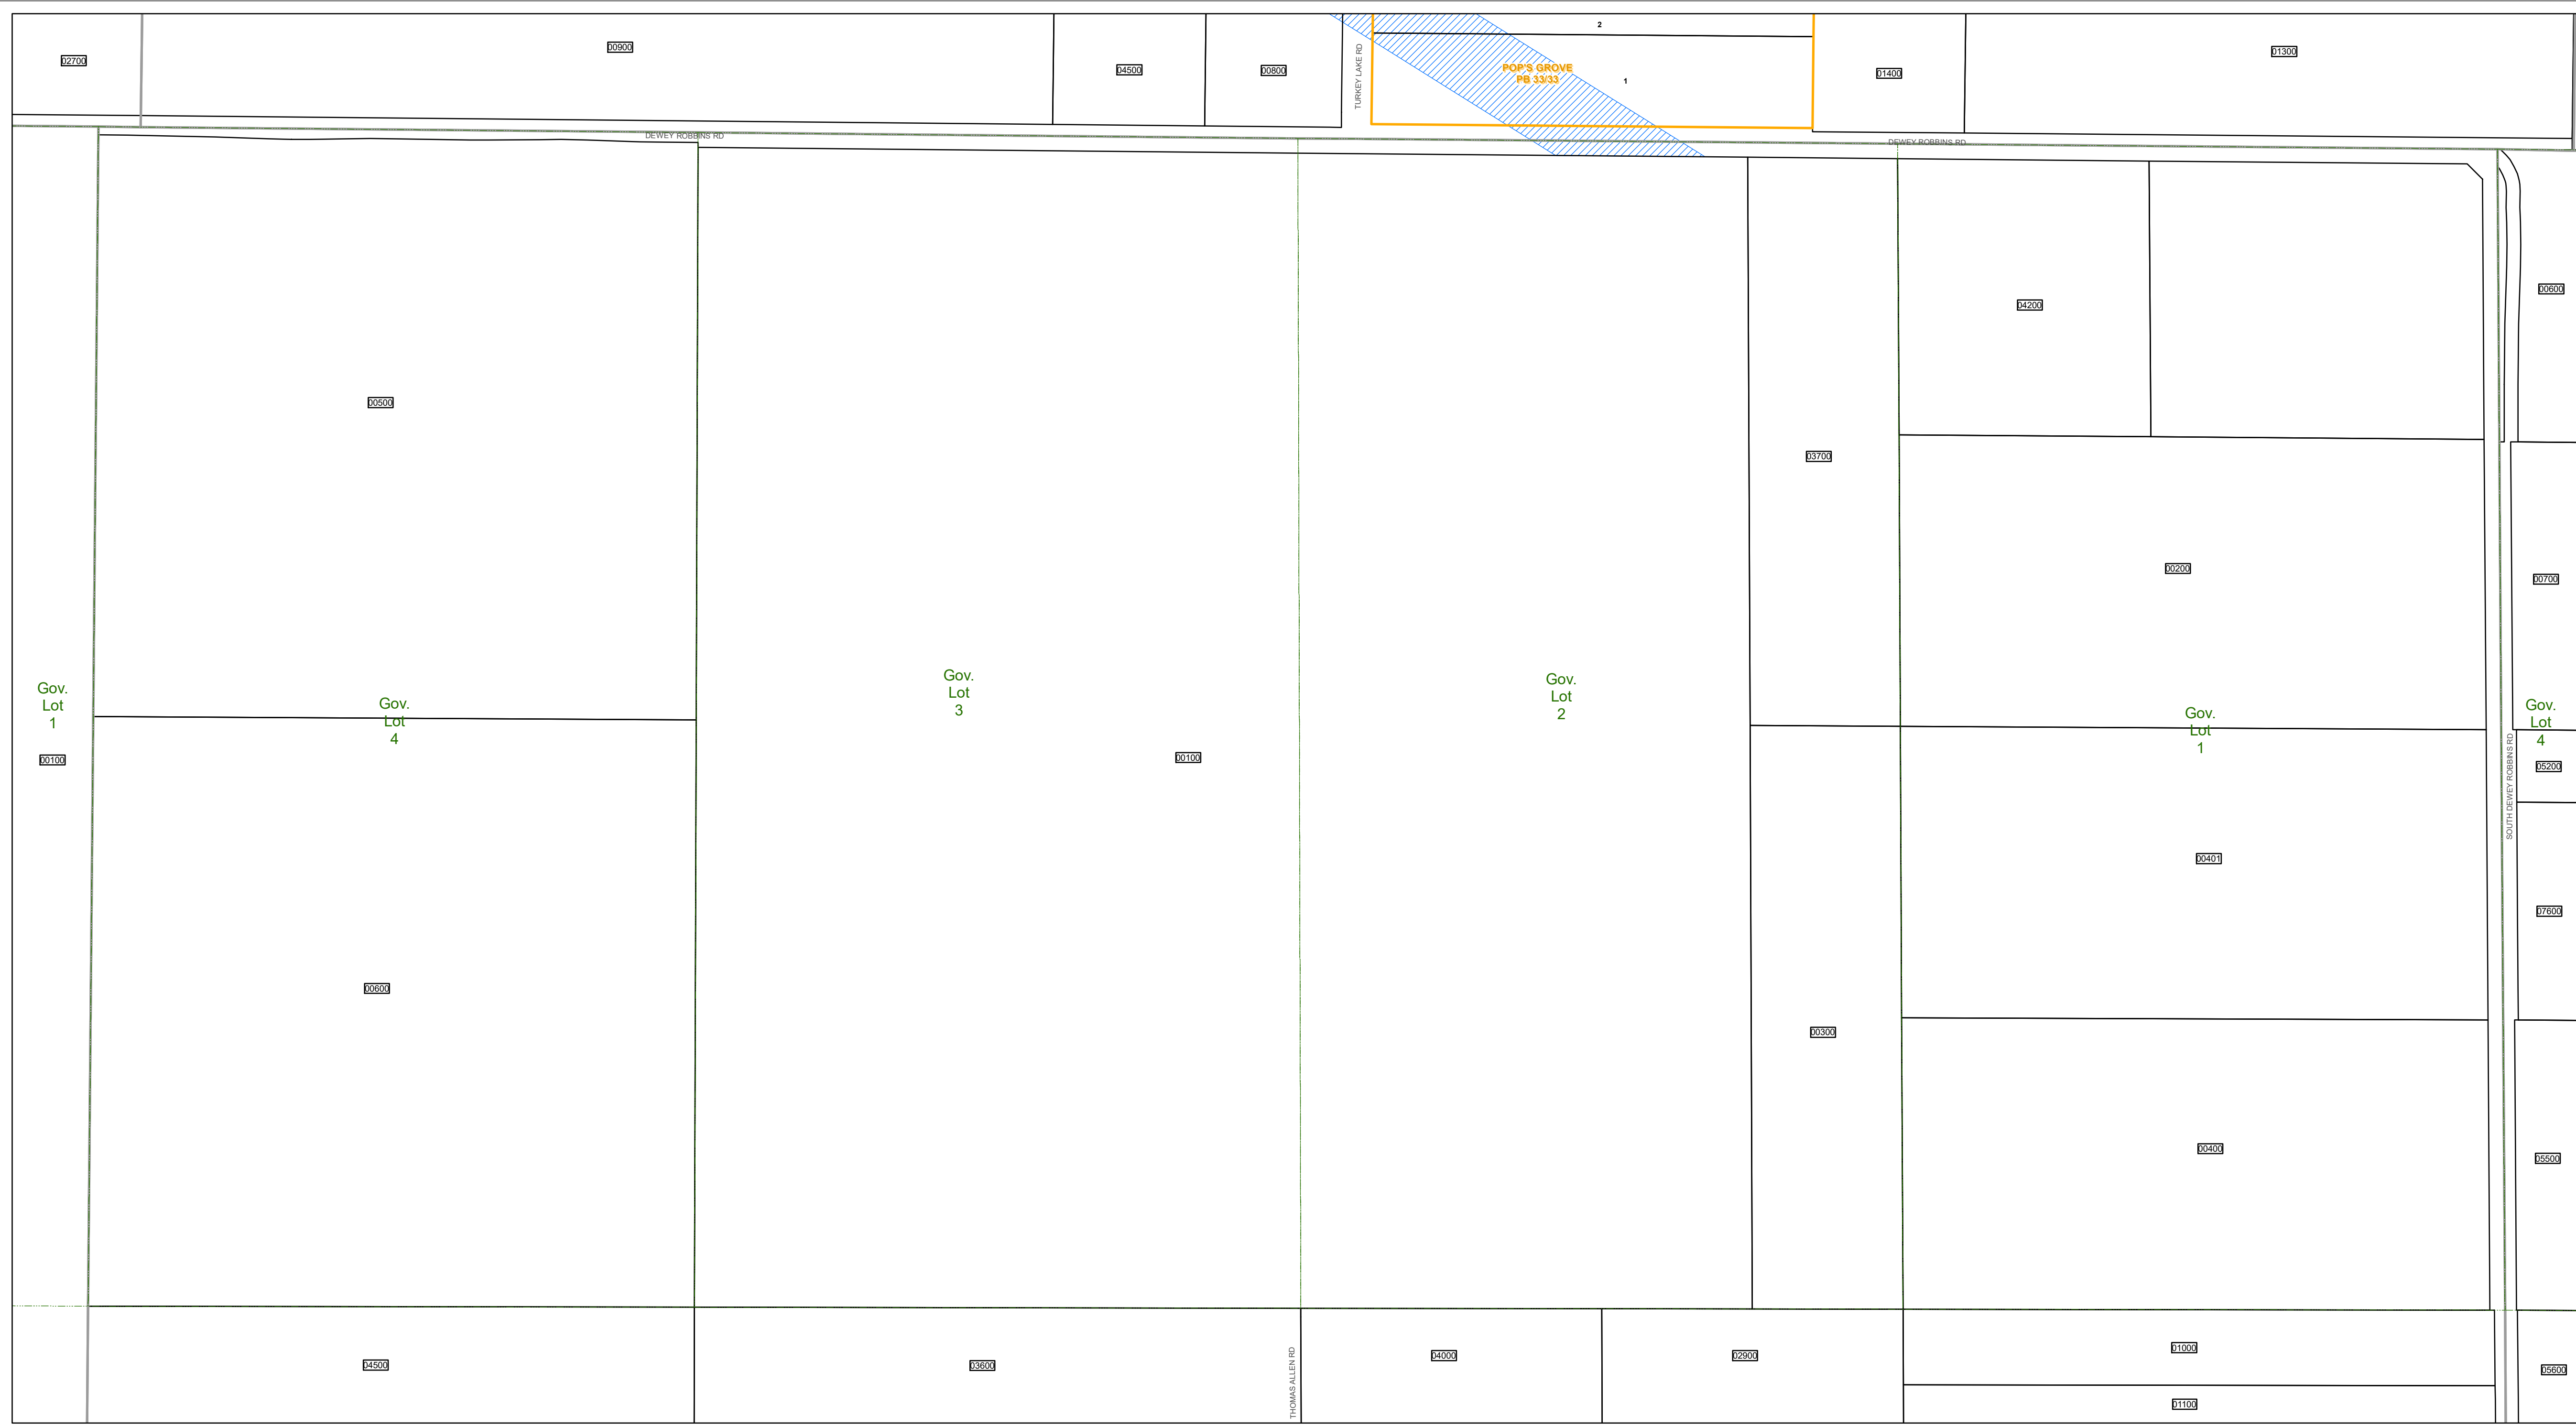 2
00900
01300
02700
POP'S GROVE
PB 33/33
04500
00800
TURKEY LAKE RD
1
01400
DEWEY ROBBINS RD
DEWEY ROBBINS RD
00600
04200
00500
03700
00200
00700
Gov.
Lot
1
Gov.
Lot
4
Gov.
Lot
3
Gov.
Lot
2
Gov.
Lot
1
Gov.
Lot
4
00100
00100
05200
SOUTH DEWEY ROBBINS RD
00401
07600
00600
00300
00400
05500
04500
03600
THOMAS ALLEN RD
04000
02900
01000
05600
01100